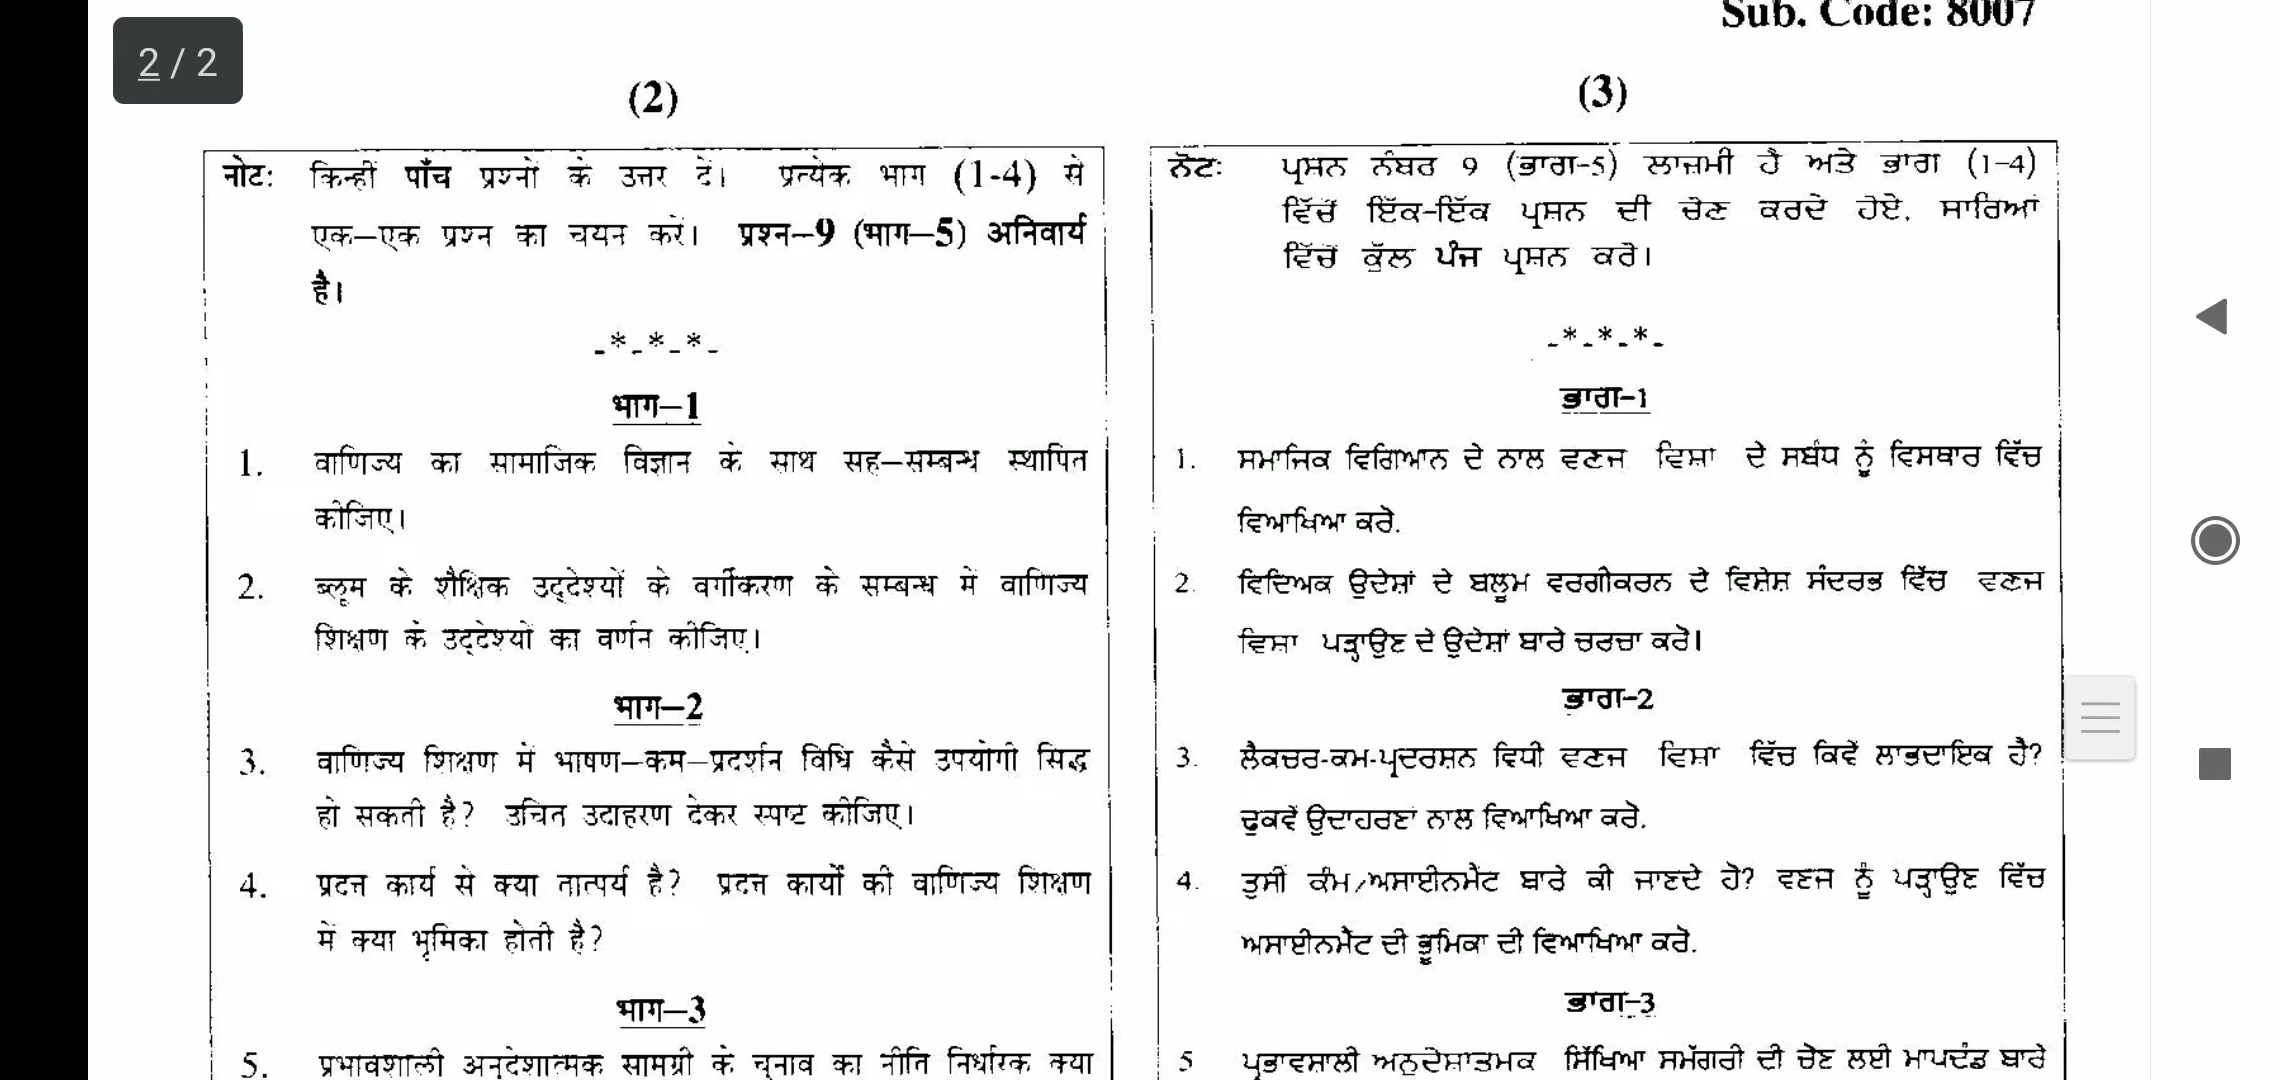 Sub. Code: 8007
2 / 2
(2)
नोट: किन्हीं पाँच प्रश्नों के उत्तर दें। प्रत्येक भाग (1-4) से
एक–एक प्रश्न का चयन करें। प्रश्न–9 (भाग–5) अनिवार्य
है।
-*-*-*-
भाग–1
1. वाणिज्य का सामाजिक विज्ञान के साथ सह–सम्बन्ध स्थापित
कीजिए।
2. ब्लूम के शैक्षिक उद्देश्यों के वर्गीकरण के सम्बन्ध में वाणिज्य
शिक्षण के उद्देश्यों का वर्णन कीजिए।
भाग–2
3. वाणिज्य शिक्षण में भाषण–कम–प्रदर्शन विधि कैसे उपयोगी सिद्ध
हो सकती है? उचित उदाहरण देकर स्पष्ट कीजिए।
4. प्रदत्त कार्य से क्या तात्पर्य है? प्रदत्त कार्यों की वाणिज्य शिक्षण
में क्या भूमिका होती है?
भाग–3
5. प्रभावशाली अनुदेशात्मक सामग्री के चुनाव का नीति निर्धारक क्या
(3)
ਨੋਟ: ਪ੍ਰਸ਼ਨ ਨੰਬਰ 9 (ਭਾਗ-5) ਲਾਜ਼ਮੀ ਹੈ ਅਤੇ ਭਾਗ (1-4)
ਵਿੱਚੋਂ ਇੱਕ-ਇੱਕ ਪ੍ਰਸ਼ਨ ਦੀ ਚੋਣ ਕਰਦੇ ਹੋਏ, ਸਾਰਿਆਂ
ਵਿੱਚੋਂ ਕੁੱਲ ਪੰਜ ਪ੍ਰਸ਼ਨ ਕਰੋ।
-*-*-*-
ਭਾਗ-1
1. ਸਮਾਜਿਕ ਵਿਗਿਆਨ ਦੇ ਨਾਲ ਵਣਜ ਵਿਸ਼ਾ ਦੇ ਸਬੰਧ ਨੂੰ ਵਿਸਥਾਰ ਵਿੱਚ
ਵਿਆਖਿਆ ਕਰੋ.
2. ਵਿਦਿਅਕ ਉਦੇਸ਼ਾਂ ਦੇ ਬਲੂਮ ਵਰਗੀਕਰਨ ਦੇ ਵਿਸ਼ੇਸ਼ ਸੰਦਰਭ ਵਿੱਚ ਵਣਜ
ਵਿਸ਼ਾ ਪੜ੍ਹਾਉਣ ਦੇ ਉਦੇਸ਼ਾਂ ਬਾਰੇ ਚਰਚਾ ਕਰੋ।
ਭਾਗ-2
3. ਲੈਕਚਰ-ਕਮ-ਪ੍ਰਦਰਸ਼ਨ ਵਿਧੀ ਵਣਜ ਵਿਸ਼ਾ ਵਿੱਚ ਕਿਵੇਂ ਲਾਭਦਾਇਕ ਹੈ?
ਢੁਕਵੇਂ ਉਦਾਹਰਣਾਂ ਨਾਲ ਵਿਆਖਿਆ ਕਰੋ.
4. ਤੁਸੀਂ ਕੰਮ/ਅਸਾਈਨਮੈਂਟ ਬਾਰੇ ਕੀ ਜਾਣਦੇ ਹੋ? ਵਣਜ ਨੂੰ ਪੜ੍ਹਾਉਣ ਵਿੱਚ
ਅਸਾਈਨਮੈਂਟ ਦੀ ਭੂਮਿਕਾ ਦੀ ਵਿਆਖਿਆ ਕਰੋ.
ਭਾਗ-3
5 ਪ੍ਰਭਾਵਸ਼ਾਲੀ ਅਨੁਦੇਸ਼ਾਤਮਕ ਸਿੱਖਿਆ ਸਮੱਗਰੀ ਦੀ ਚੋਣ ਲਈ ਮਾਪਦੰਡ ਬਾਰੇ